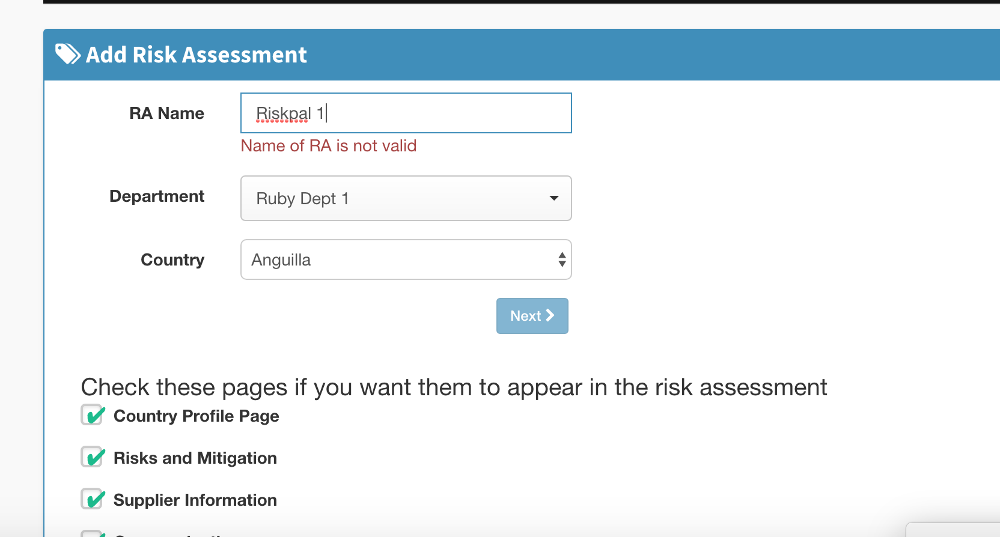 Add Risk Assessment
RA Name
Riskpal 1
Name of RA is not valid
Department
Ruby Dept 1
Country
Anguilla
Next
Check these pages if you want them to appear in the risk assessment
Country Profile Page
Risks and Mitigation
Supplier Information